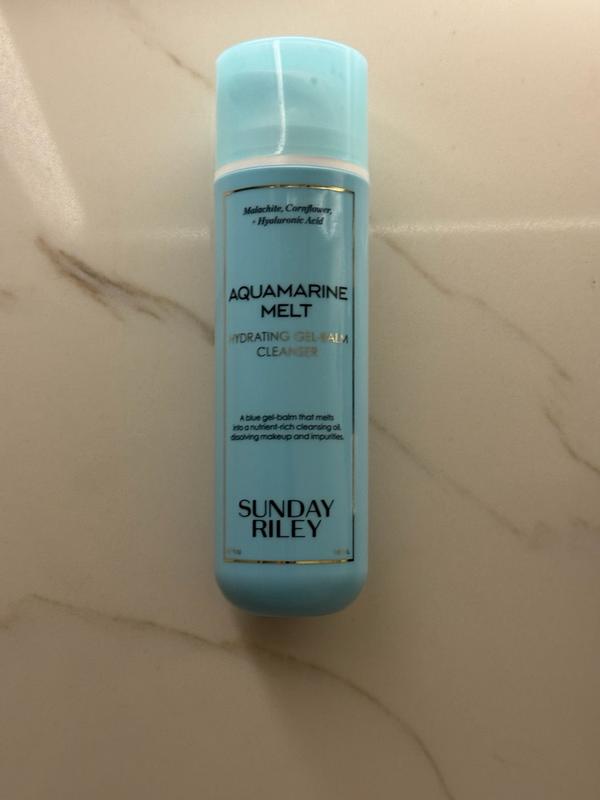 Malachite, Cornflower,
+ Hyaluronic Acid
AQUAMARINE
MELT
HYDRATING GEL-BALM
CLEANSER
A blue gel-balm that melts
into a nutrient-rich cleansing oil,
dissolving makeup and impurities.
SUNDAY
RILEY